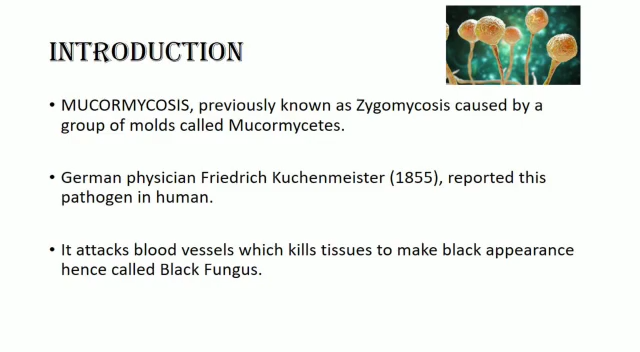 INTRODUCTION
• MUCORMYCOSIS, previously known as Zygomycosis caused by a
group of molds called Mucormycetes.
• German physician Friedrich Kuchenmeister (1855), reported this
pathogen in human.
• It attacks blood vessels which kills tissues to make black appearance
hence called Black Fungus.